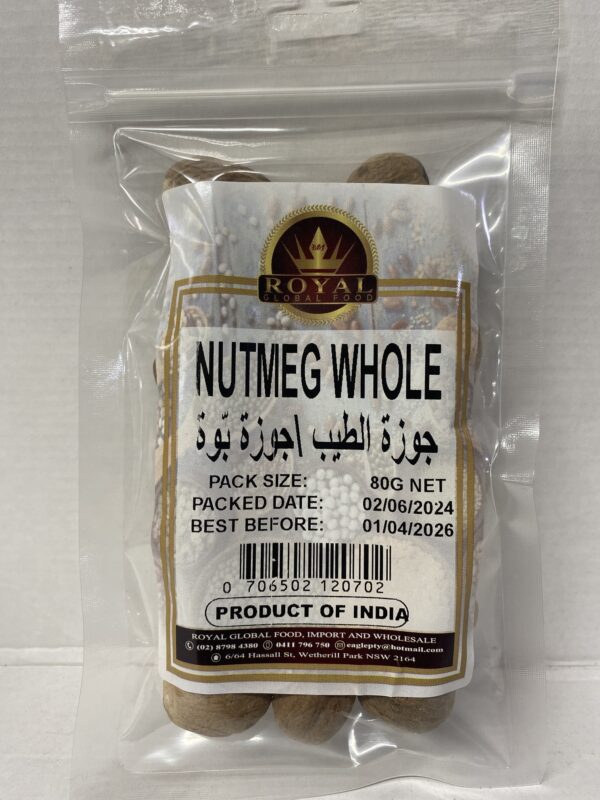 ROYAL
GLOBAL FOOD
NUTMEG WHOLE
جوزة الطيب \جوزة بّوة
PACK SIZE: 80G NET
PACKED DATE: 02/06/2024
BEST BEFORE: 01/04/2026
0 706502 120702
PRODUCT OF INDIA
ROYAL GLOBAL FOOD, IMPORT AND WHOLESALE
(02) 8798 4380 0411 796 750 eaglepty@hotmail.com
6/64 Hassall St, Wetherill Park NSW 2164